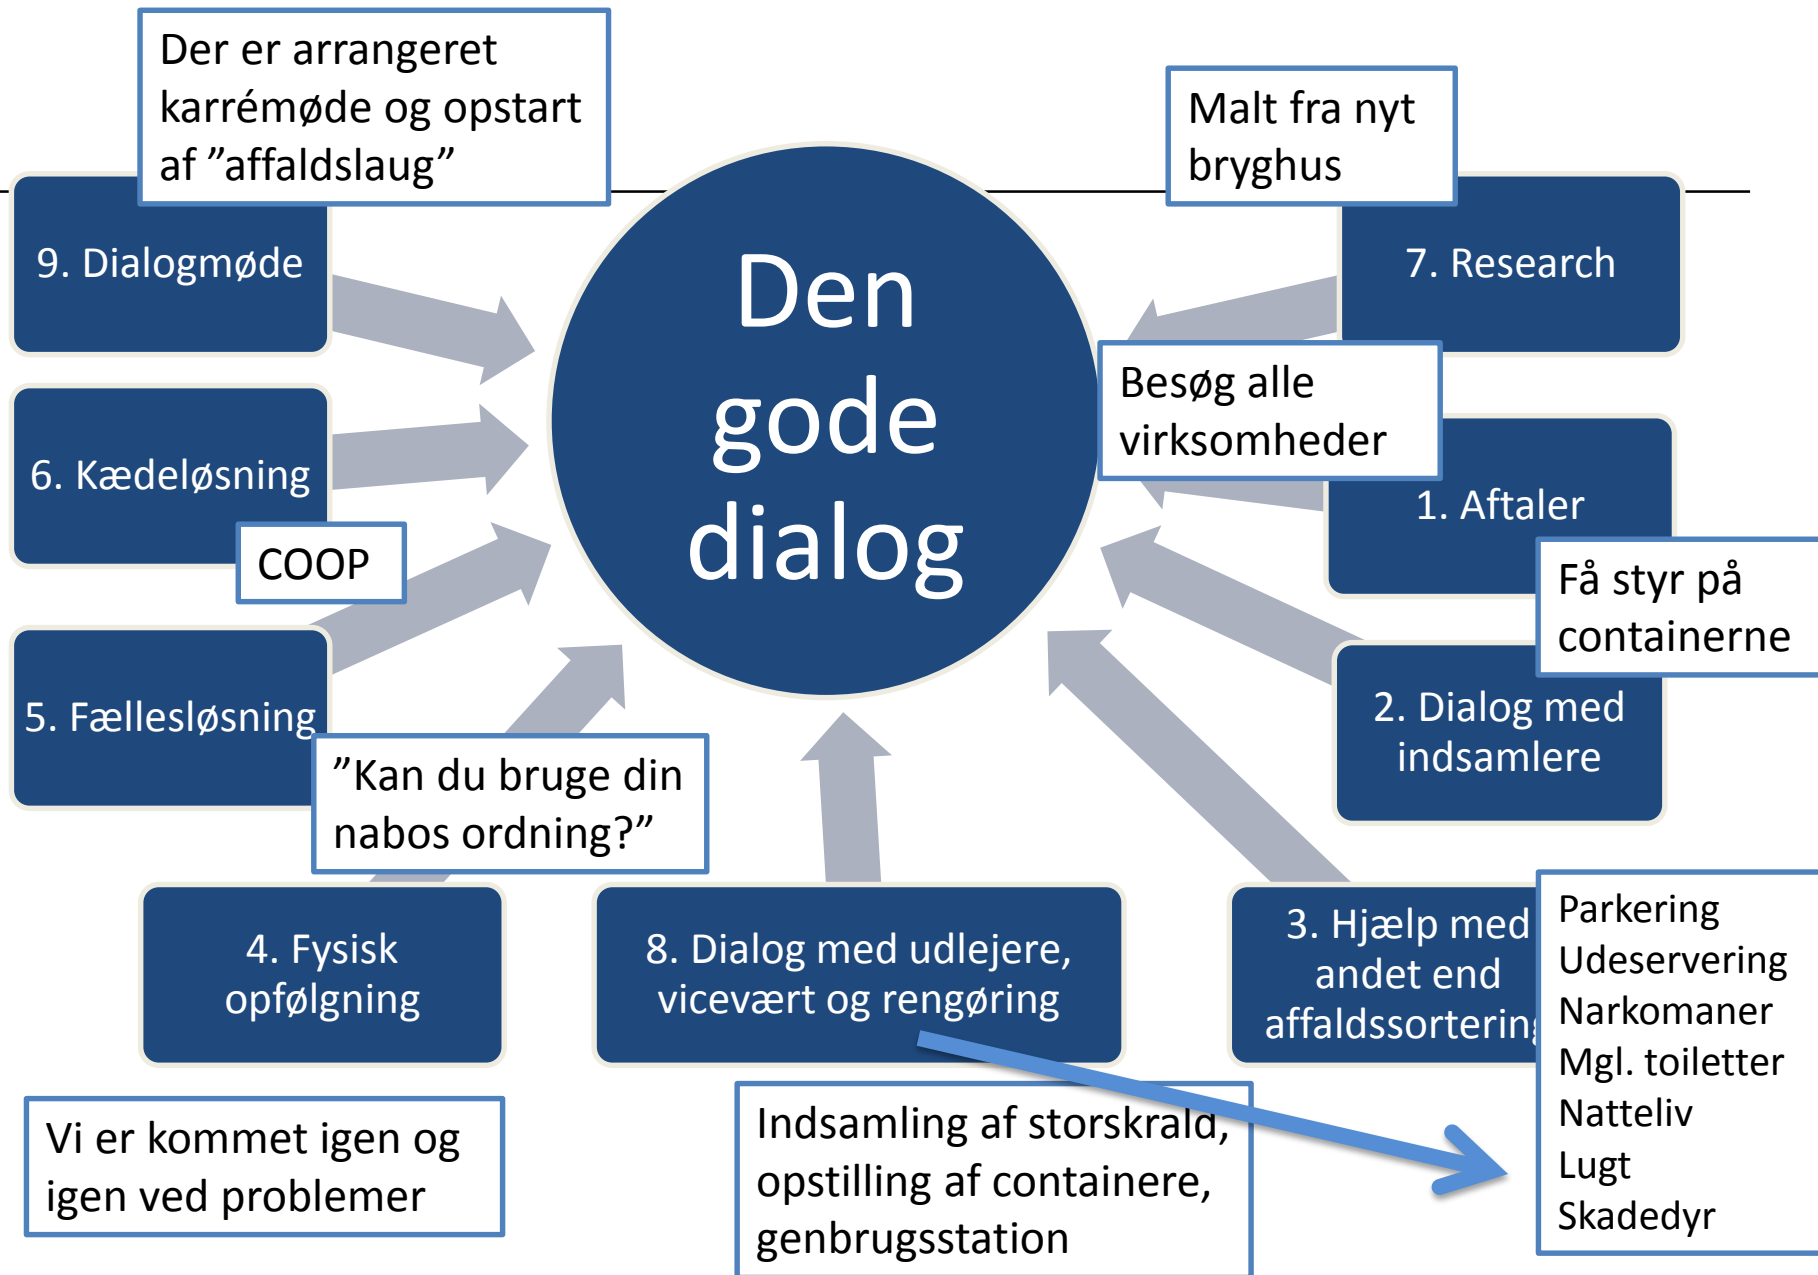 Der er arrangeret
karrémøde og opstart
af ”affaldslaug”
Malt fra nyt
bryghus
9. Dialogmøde
Den
gode
dialog
7. Research
Besøg alle
virksomheder
6. Kædeløsning
COOP
1. Aftaler
Få styr på
containerne
5. Fællesløsning
”Kan du bruge din
nabos ordning?”
2. Dialog med
indsamlere
4. Fysisk
opfølgning
8. Dialog med udlejere,
vicevært og rengøring
3. Hjælp med
andet end
affaldssortering
Parkering
Udeservering
Narkomaner
Mgl. toiletter
Natteliv
Lugt
Skadedyr
Vi er kommet igen og
igen ved problemer
Indsamling af storskrald,
opstilling af containere,
genbrugsstation